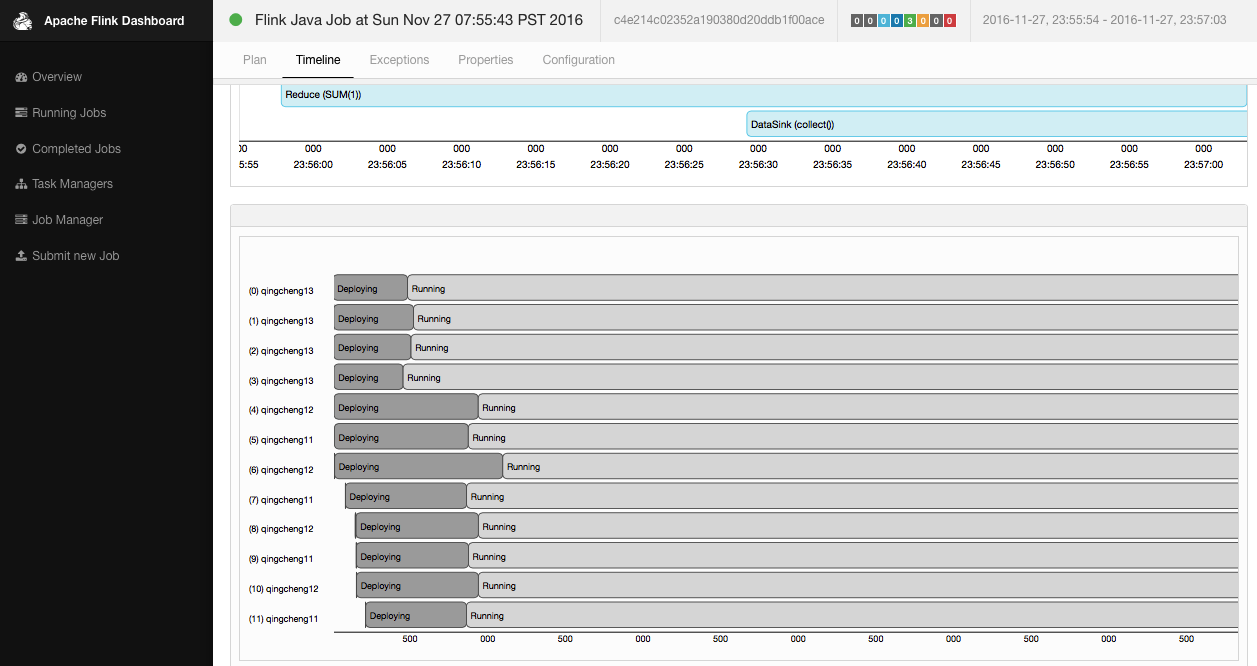 Apache Flink Dashboard
Flink Java Job at Sun Nov 27 07:55:43 PST 2016
c4e214c02352a190380d20ddb1f00ace
0 0 0 0 3 0 0 0
2016-11-27, 23:55:54 - 2016-11-27, 23:57:03
Overview
Running Jobs
Completed Jobs
Task Managers
Job Manager
Submit new Job
Plan Timeline Exceptions Properties Configuration
Reduce (SUM(1))
DataSink (collect())
000 000 000 000 000 000 000 000 000 000 000 000 000
5:55 23:56:00 23:56:05 23:56:10 23:56:15 23:56:20 23:56:25 23:56:30 23:56:35 23:56:40 23:56:45 23:56:50 23:56:55 23:57:00
(0) qingcheng13 Deploying Running
(1) qingcheng13 Deploying Running
(2) qingcheng13 Deploying Running
(3) qingcheng13 Deploying Running
(4) qingcheng12 Deploying Running
(5) qingcheng11 Deploying Running
(6) qingcheng12 Deploying Running
(7) qingcheng11 Deploying Running
(8) qingcheng12 Deploying Running
(9) qingcheng11 Deploying Running
(10) qingcheng12 Deploying Running
(11) qingcheng11 Deploying Running
500 000 500 000 500 000 500 000 500 000 500